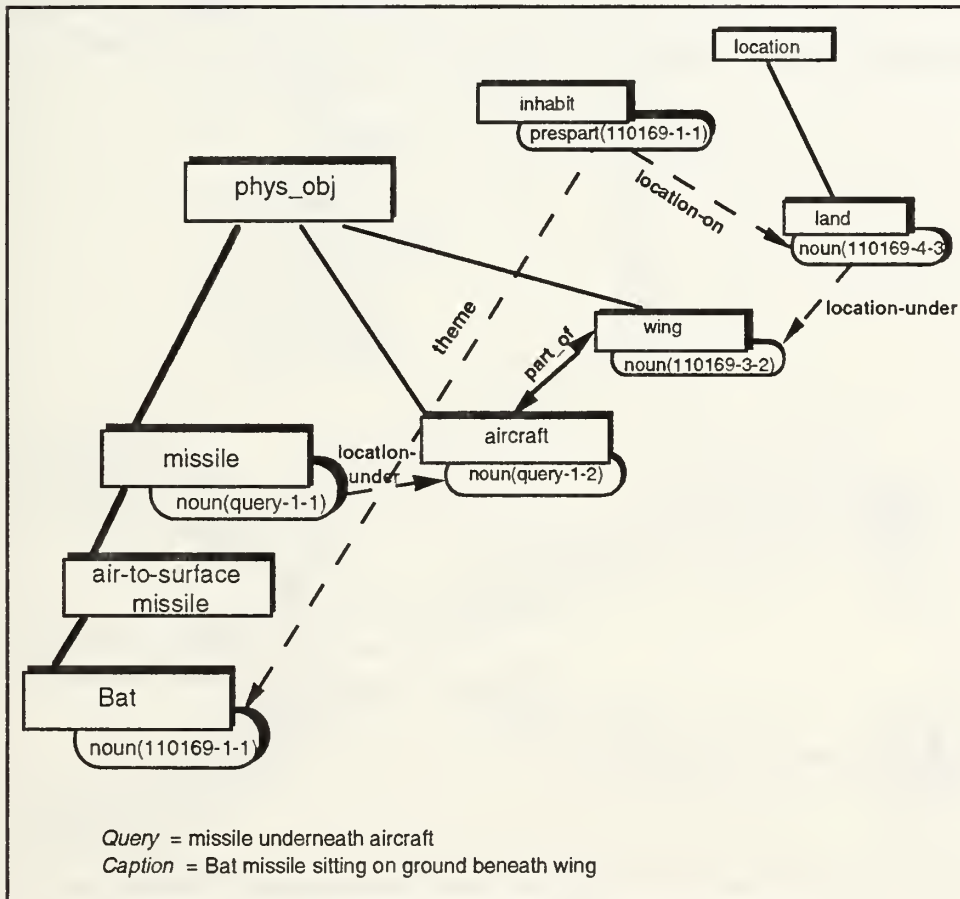 location
inhabit
prespart(110169-1-1)
location-on
phys_obj
land
noun(110169-4-3
location-under
theme
wing
noun(110169-3-2)
part_of
aircraft
noun(query-1-2)
missile
noun(query-1-1)
location-
under
air-to-surface
missile
Bat
noun(110169-1-1)
Query = missile underneath aircraft
Caption = Bat missile sitting on ground beneath wing